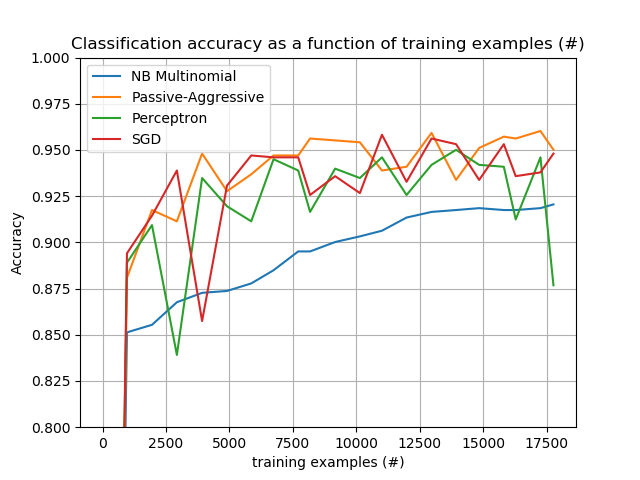 Classification accuracy as a function of training examples (#)
1.000
0.975
0.950
0.925
0.900
0.875
0.850
0.825
0.800
Accuracy
NB Multinomial
Passive-Aggressive
Perceptron
SGD
0 2500 5000 7500 10000 12500 15000 17500
training examples (#)